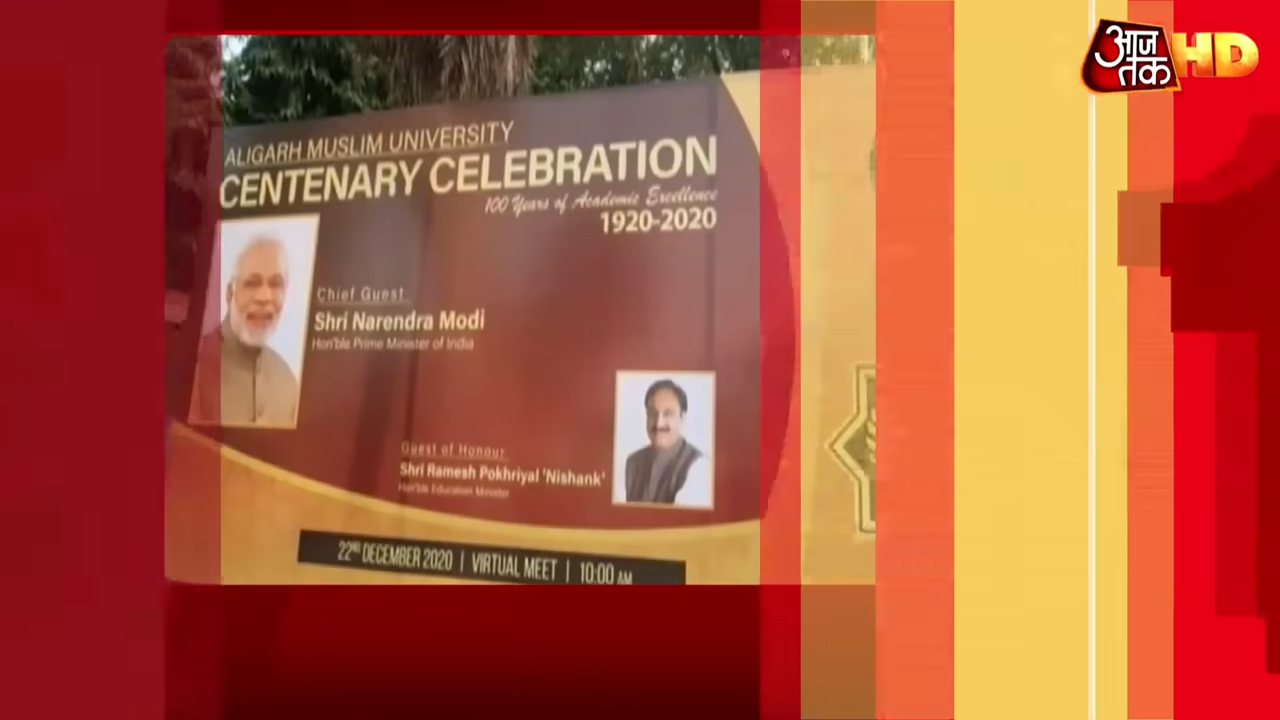 आज
तक HD
ALIGARH MUSLIM UNIVERSITY
CENTENARY CELEBRATION
100 Years of Academic Excellence
1920-2020
Chief Guest
Shri Narendra Modi
Hon'ble Prime Minister of India
Guest of Honour
Shri Ramesh Pokhriyal 'Nishank'
Hon'ble Education Minister
22ND DECEMBER 2020 | VIRTUAL MEET | 10:00 AM